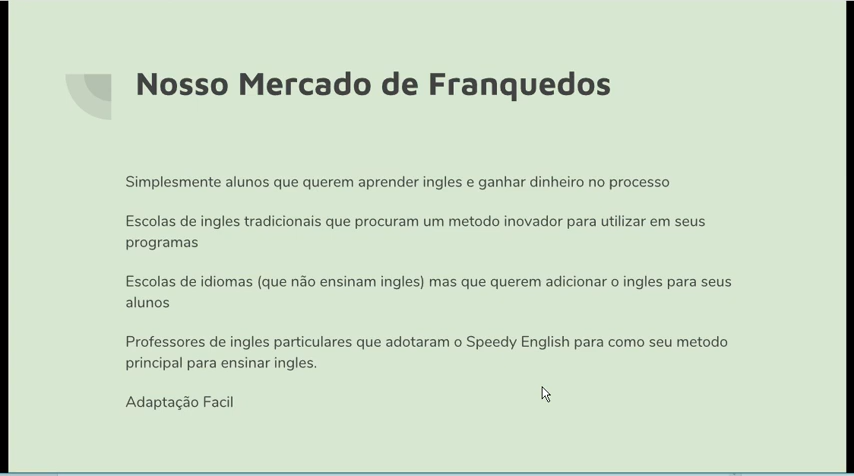 Nosso Mercado de Franquedos
Simplesmente alunos que querem aprender ingles e ganhar dinheiro no processo
Escolas de ingles tradicionais que procuram um metodo inovador para utilizar em seus
programas
Escolas de idiomas (que não ensinam ingles) mas que querem adicionar o ingles para seus
alunos
Professores de ingles particulares que adotaram o Speedy English para como seu metodo
principal para ensinar ingles.
Adaptação Facil